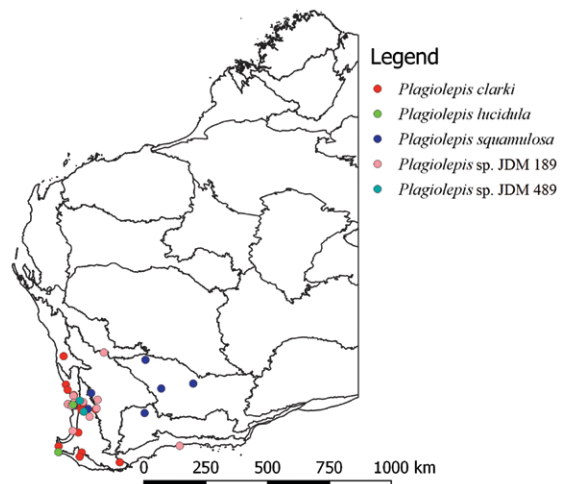 Legend
Plagiolepis clarki
Plagiolepis lucidula
Plagiolepis squamulosa
Plagiolepis sp. JDM 189
Plagiolepis sp. JDM 489
0 250 500 750 1000 km